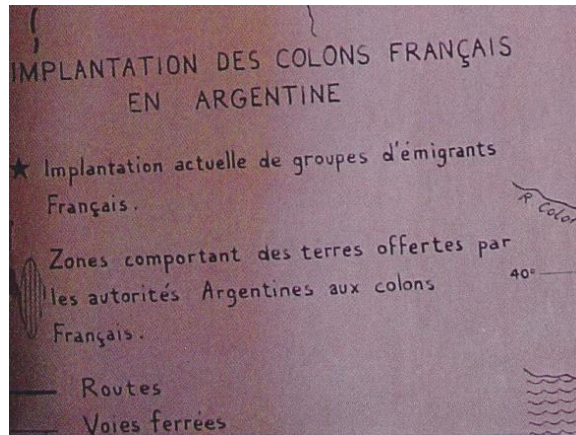 IMPLANTATION DES COLONS FRANÇAIS
EN ARGENTINE
Implantation actuelle de groupes d'émigrants
Français.
R Color
Zones comportant des terres offertes par
les autorités Argentines aux colons
40°
Français.
Routes
Voies ferrées